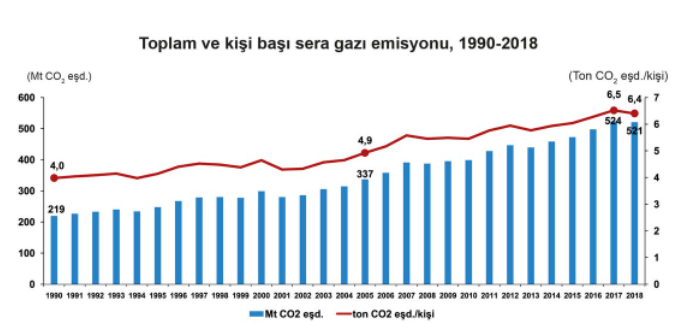 Toplam ve kişi başı sera gazı emisyonu, 1990-2018
(Mt CO₂ eşd.) (Ton CO₂ eşd./kişi)
600 7
500 6
400 5
300 4
200 3
100 2
0 1
0
4,0 4,9 6,5 6,4
219 337 524 521
1990 1991 1992 1993 1994 1995 1996 1997 1998 1999 2000 2001 2002 2003 2004 2005 2006 2007 2008 2009 2010 2011 2012 2013 2014 2015 2016 2017 2018
Mt CO2 eşd. ton CO2 eşd./kişi